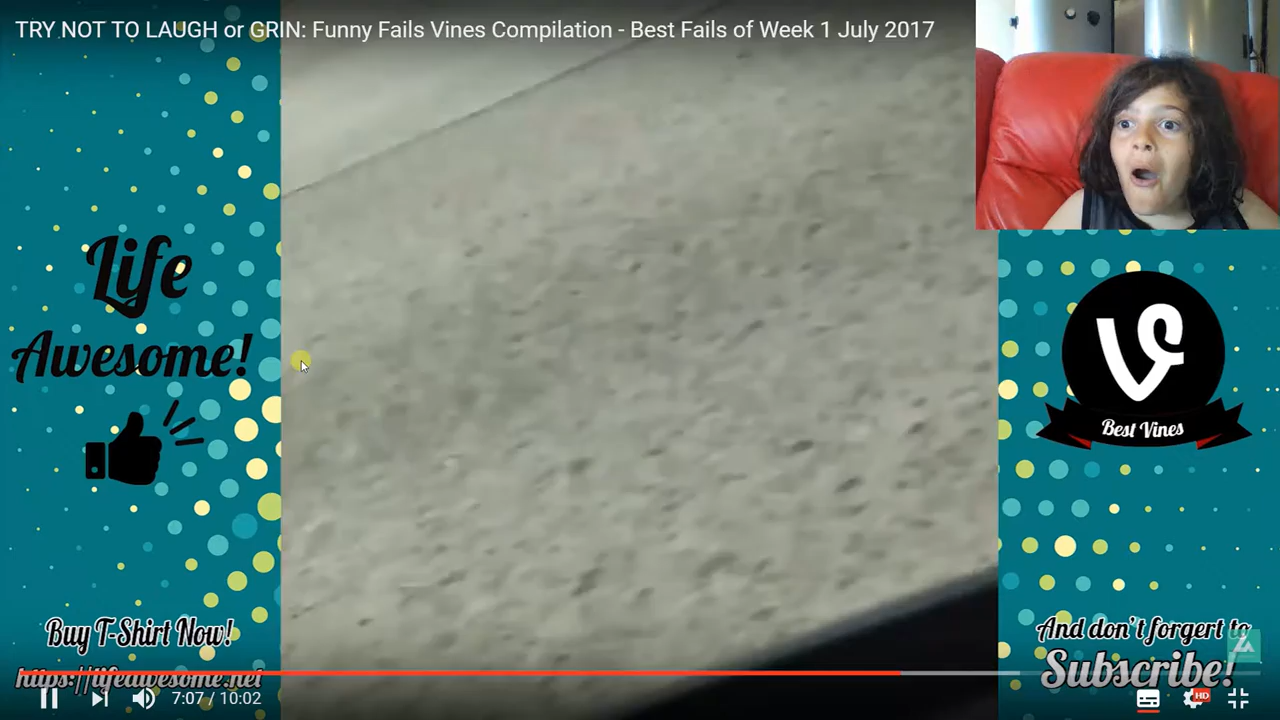 TRY NOT TO LAUGH or GRIN: Funny Fails Vines Compilation - Best Fails of Week 1 July 2017
Life
Awesome!
Best Vines
Buy T-Shirt Now!
https://lifeawesome.net
And don't forgert to
Subscribe!
7:07 / 10:02
HD